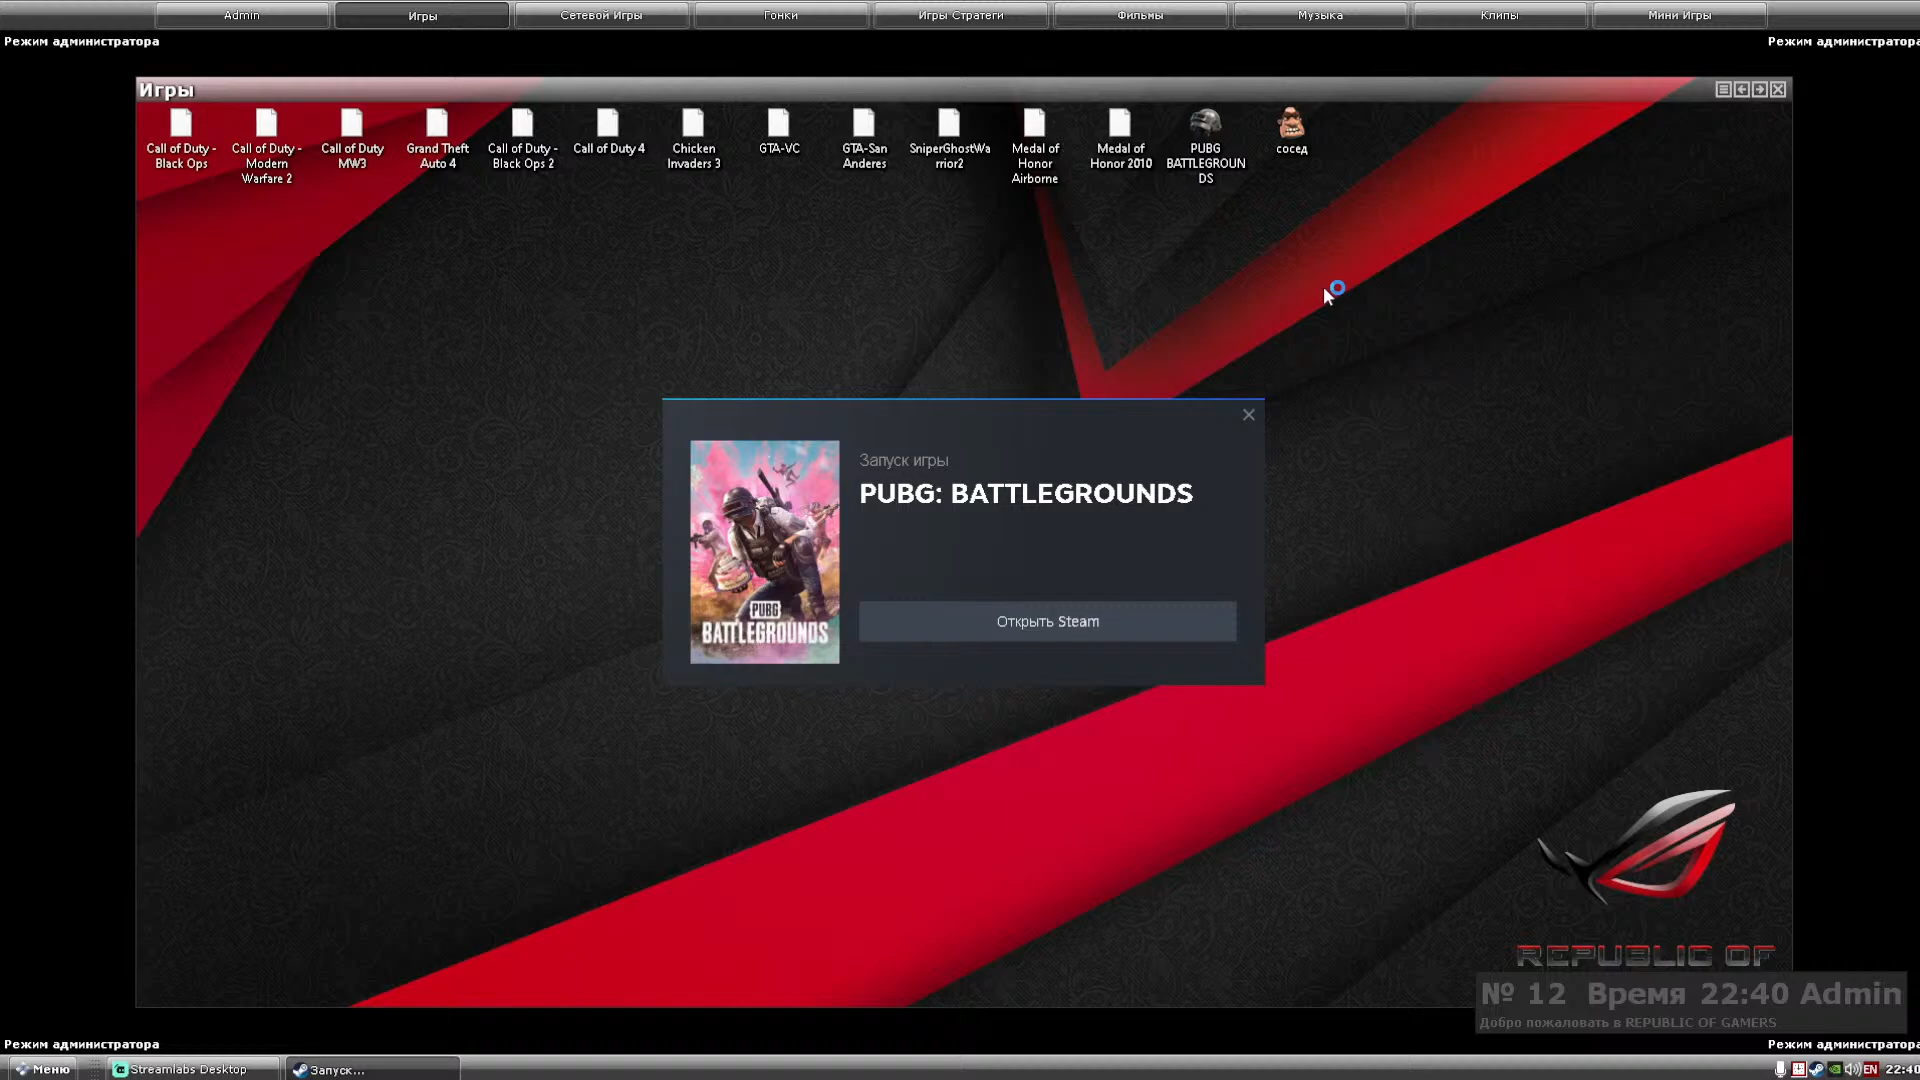 Admin
Игры
Сетевой Игры
Гонки
Игры Стратеги
Фильмы
Музыка
Клипы
Мини Игры
Режим администратора
Режим администратора
Игры
Call of Duty -
Black Ops
Call of Duty -
Modern
Warfare 2
Call of Duty
MW3
Grand Theft
Auto 4
Call of Duty -
Black Ops 2
Call of Duty 4
Chicken
Invaders 3
GTA-VC
GTA-San
Anderes
SniperGhostWa
rrior2
Medal of
Honor
Airborne
Medal of
Honor 2010
PUBG
BATTLEGROUN
DS
сосед
Запуск игры
PUBG: BATTLEGROUNDS
PUBG
BATTLEGROUNDS
Открыть Steam
REPUBLIC OF
№ 12 Время 22:40 Admin
Добро пожаловать в REPUBLIC OF GAMERS
Режим администратора
Режим администратора
Меню
Streamlabs Desktop
Запуск...
EN
22:40